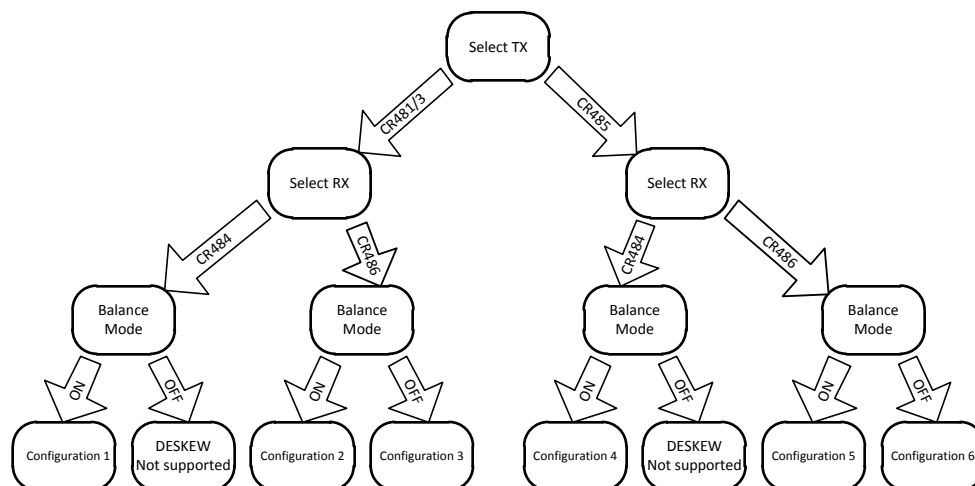 Select TX
CR481/3
CR485
Select RX
Select RX
CR484
CR486
CR484
CR486
Balance
Mode
Balance
Mode
Balance
Mode
Balance
Mode
ON
OFF
ON
OFF
ON
OFF
ON
OFF
Configuration 1
DESKEW
Not supported
Configuration 2
Configuration 3
Configuration 4
DESKEW
Not supported
Configuration 5
Configuration 6